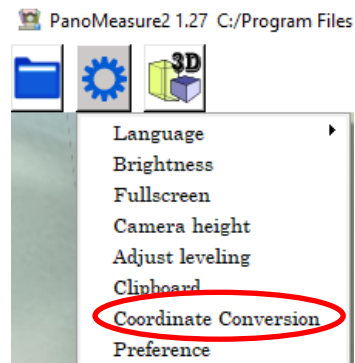 PanoMeasure2 1.27 C:/Program Files
3D
Language
Brightness
Fullscreen
Camera height
Adjust leveling
Clipboard
Coordinate Conversion
Preference